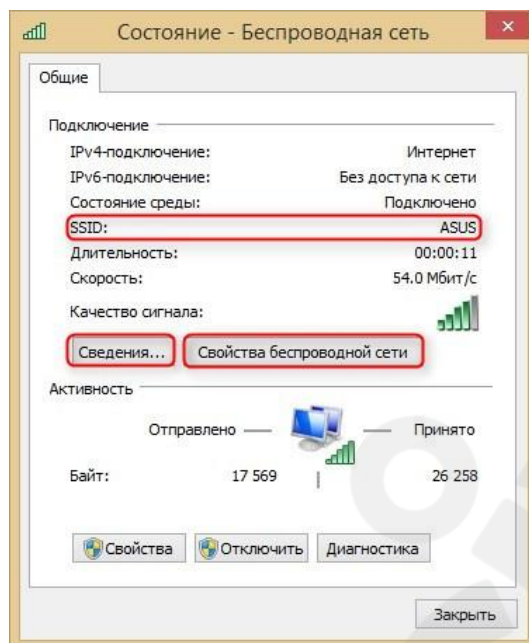 Состояние - Беспроводная сеть
Общие
Подключение
IPv4-подключение: Интернет
IPv6-подключение: Без доступа к сети
Состояние среды: Подключено
SSID: ASUS
Длительность: 00:00:11
Скорость: 54.0 Мбит/с
Качество сигнала:
Сведения... Свойства беспроводной сети
Активность
Отправлено Принято
Байт: 17 569 26 258
Свойства Отключить Диагностика
Закрыть